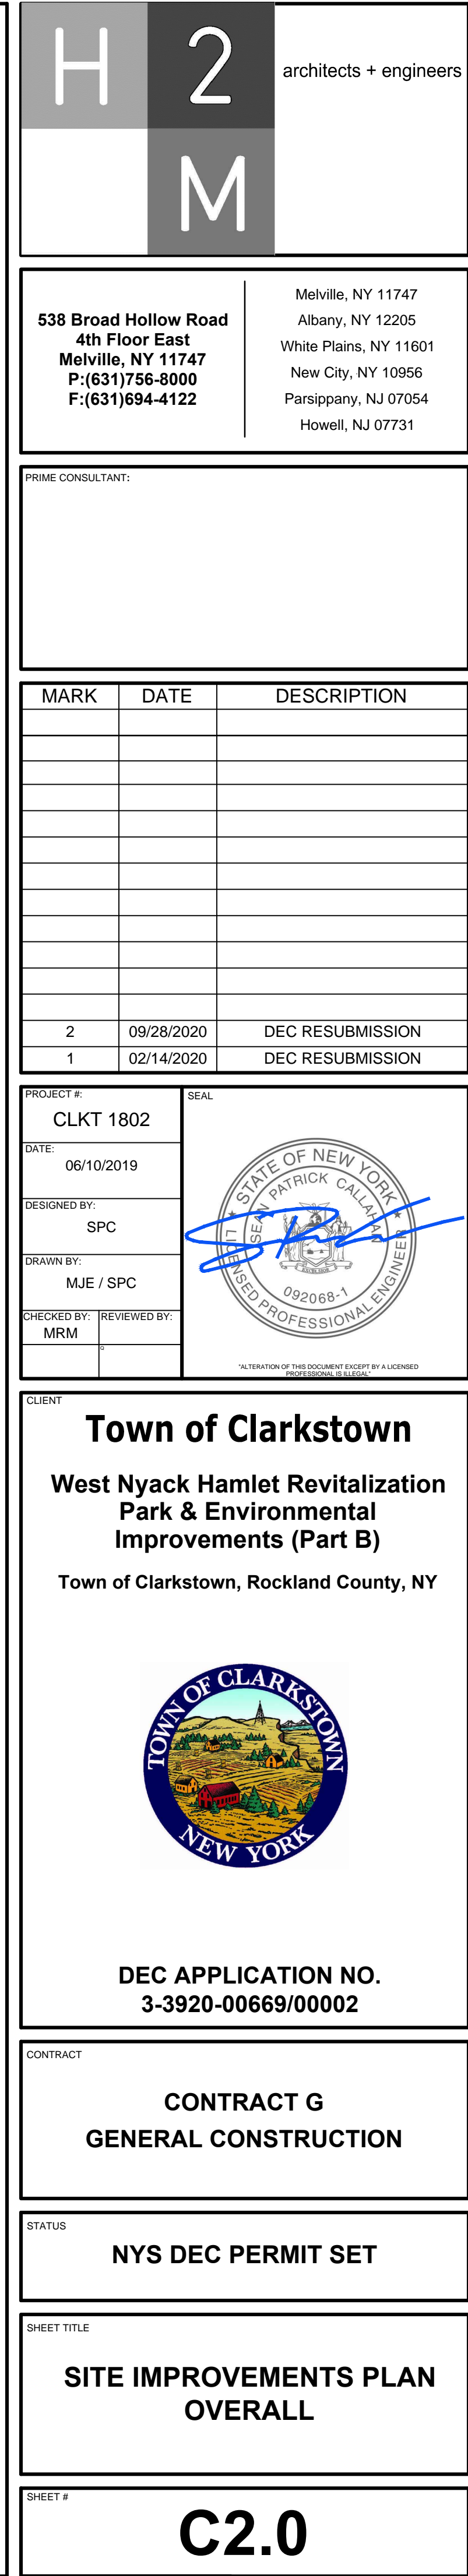 H 2
M
architects + engineers
538 Broad Hollow Road
4th Floor East
Melville, NY 11747
P:(631)756-8000
F:(631)694-4122
Melville, NY 11747
Albany, NY 12205
White Plains, NY 11601
New City, NY 10956
Parsippany, NJ 07054
Howell, NJ 07731
PRIME CONSULTANT:
MARK DATE DESCRIPTION
2 09/28/2020 DEC RESUBMISSION
1 02/14/2020 DEC RESUBMISSION
PROJECT #:
CLKT 1802
DATE:
06/10/2019
DESIGNED BY:
SPC
DRAWN BY:
MJE / SPC
CHECKED BY: REVIEWED BY:
MRM
G
SEAL
STATE OF NEW YORK
SEAN PATRICK CALLAHAN
EXCELSIOR
092068-1
LICENSED PROFESSIONAL ENGINEER
"ALTERATION OF THIS DOCUMENT EXCEPT BY A LICENSED
PROFESSIONAL IS ILLEGAL"
CLIENT
Town of Clarkstown
West Nyack Hamlet Revitalization
Park & Environmental
Improvements (Part B)
Town of Clarkstown, Rockland County, NY
TOWN OF CLARKSTOWN
NEW YORK
DEC APPLICATION NO.
3-3920-00669/00002
CONTRACT
CONTRACT G
GENERAL CONSTRUCTION
STATUS
NYS DEC PERMIT SET
SHEET TITLE
SITE IMPROVEMENTS PLAN
OVERALL
SHEET #
C2.0